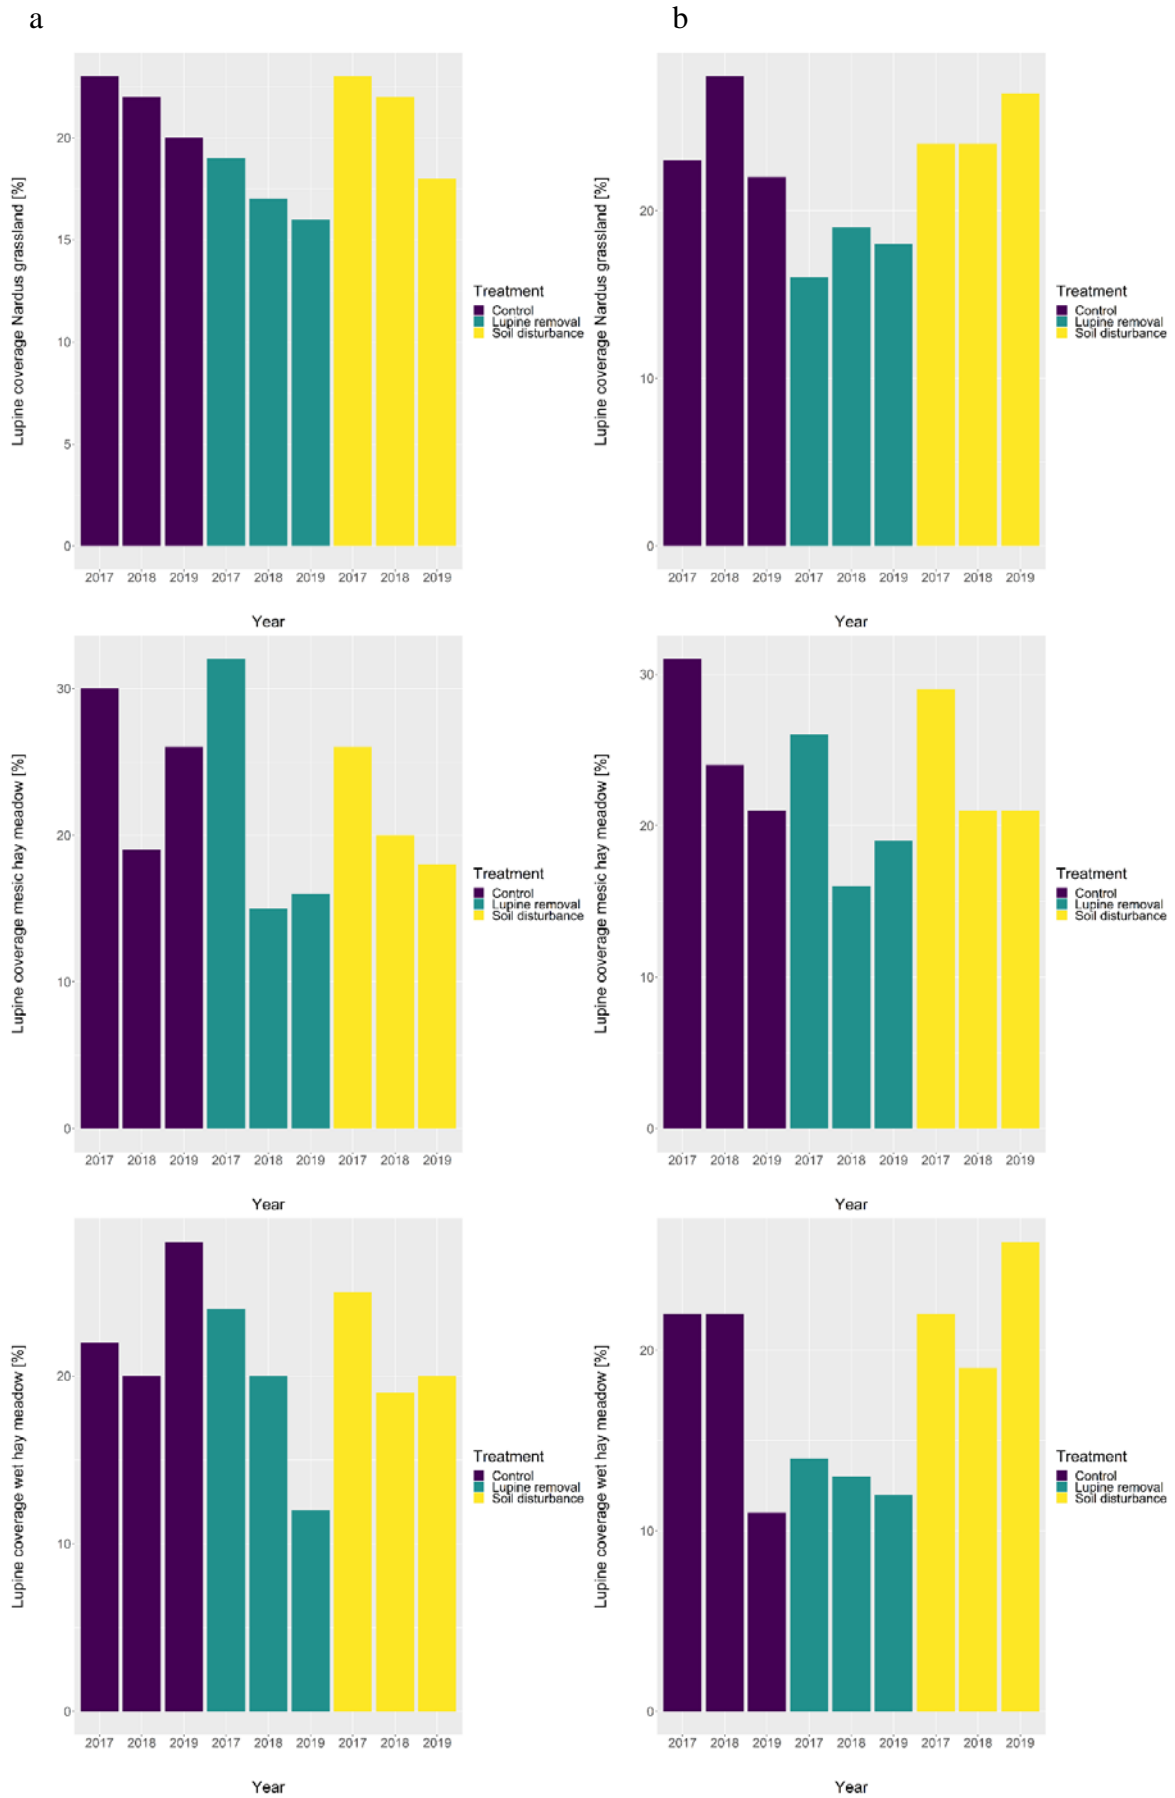 a
b
Lupine coverage Nardus grassland [%]
20
15
10
5
0
2017 2018 2019 2017 2018 2019 2017 2018 2019
Year
Treatment
Control
Lupine removal
Soil disturbance
Lupine coverage Nardus grassland [%]
20
10
0
2017 2018 2019 2017 2018 2019 2017 2018 2019
Year
Treatment
Control
Lupine removal
Soil disturbance
Lupine coverage mesic hay meadow [%]
30
20
10
0
2017 2018 2019 2017 2018 2019 2017 2018 2019
Year
Treatment
Control
Lupine removal
Soil disturbance
Lupine coverage mesic hay meadow [%]
30
20
10
0
2017 2018 2019 2017 2018 2019 2017 2018 2019
Year
Treatment
Control
Lupine removal
Soil disturbance
Lupine coverage wet hay meadow [%]
20
10
0
2017 2018 2019 2017 2018 2019 2017 2018 2019
Year
Treatment
Control
Lupine removal
Soil disturbance
Lupine coverage wet hay meadow [%]
20
10
0
2017 2018 2019 2017 2018 2019 2017 2018 2019
Year
Treatment
Control
Lupine removal
Soil disturbance